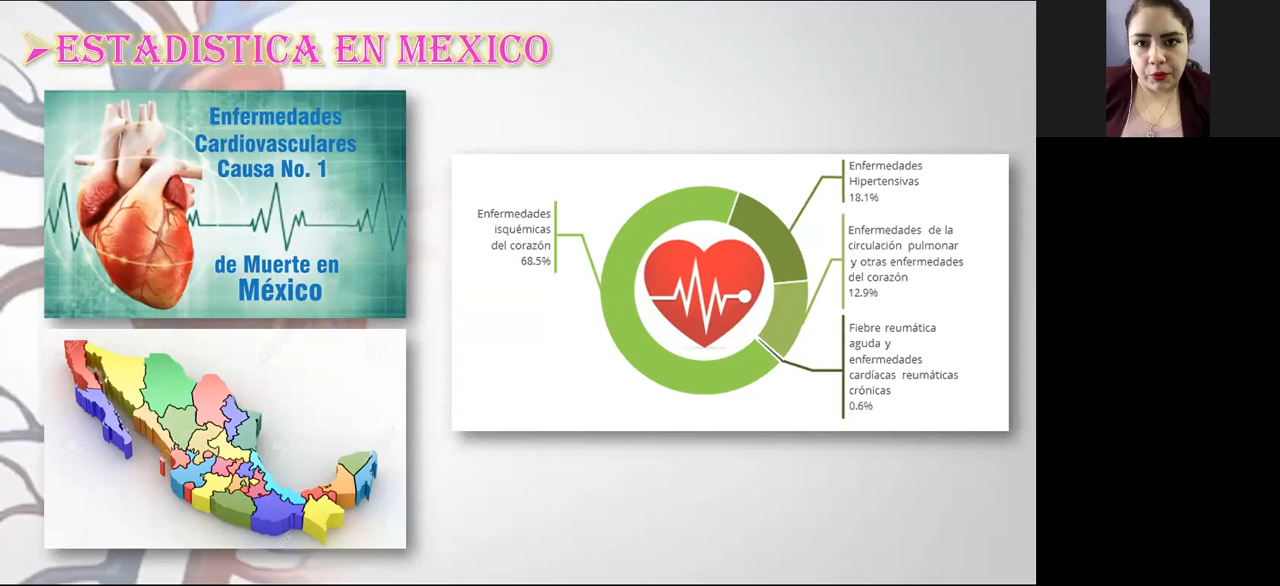 ESTADISTICA EN MEXICO
Enfermedades
Cardiovasculares
Causa No. 1
de Muerte en
México
Enfermedades
isquémicas
del corazón
68.5%
Enfermedades
Hipertensivas
18.1%
Enfermedades de la
circulación pulmonar
y otras enfermedades
del corazón
12.9%
Fiebre reumática
aguda y
enfermedades
cardíacas reumáticas
crónicas
0.6%